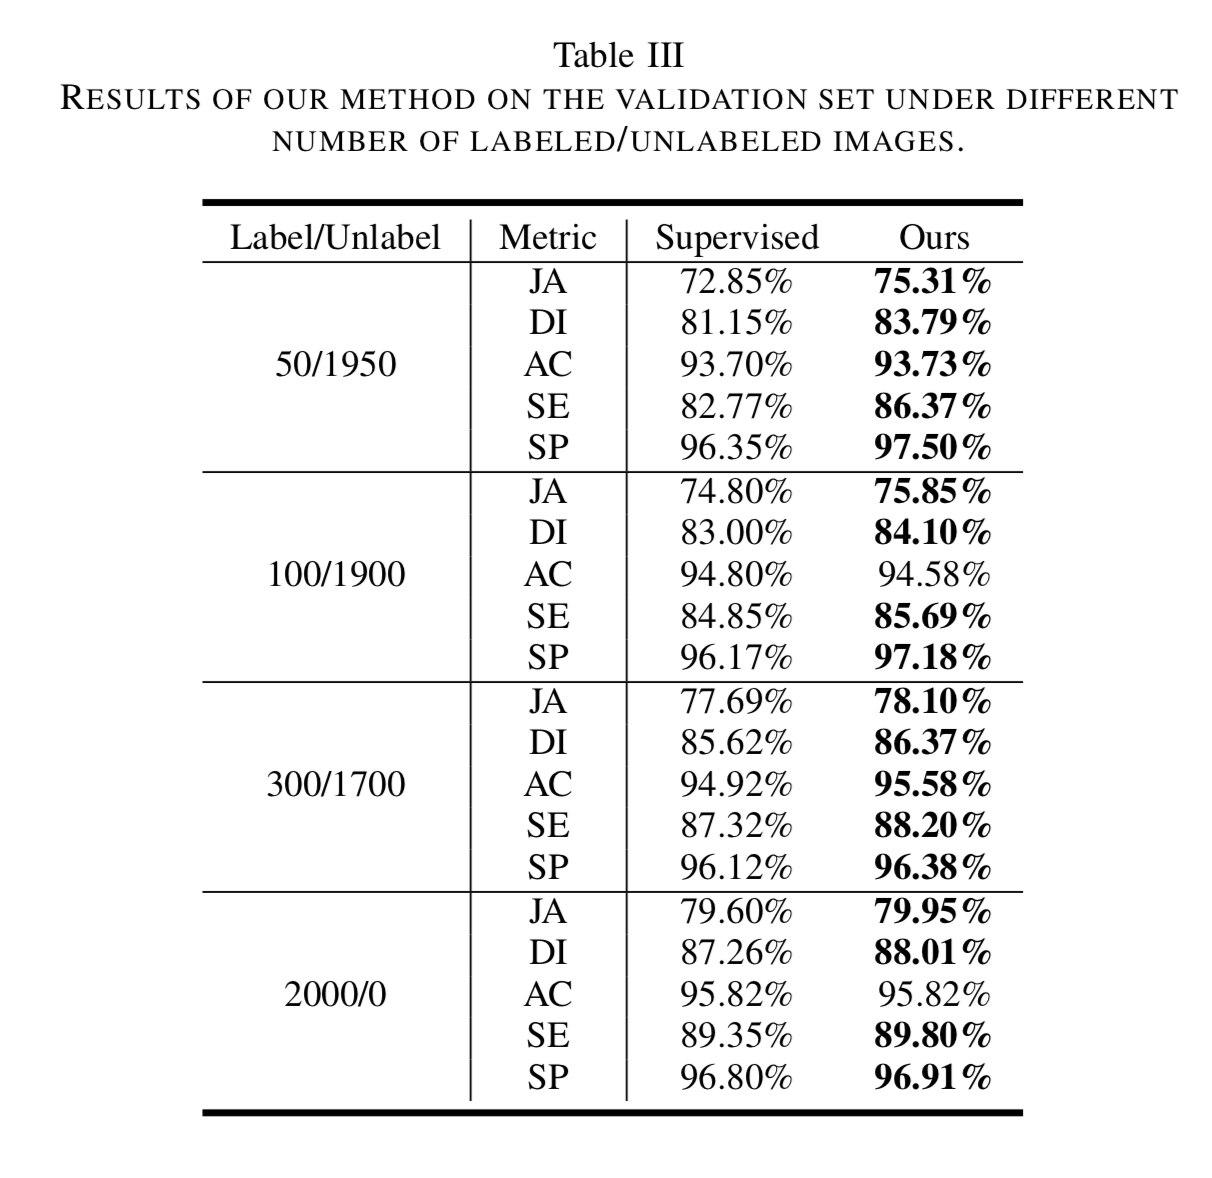 Table III
RESULTS OF OUR METHOD ON THE VALIDATION SET UNDER DIFFERENT
NUMBER OF LABELED/UNLABELED IMAGES.
Label/Unlabel Metric Supervised Ours
JA 72.85% 75.31%
DI 81.15% 83.79%
50/1950 AC 93.70% 93.73%
SE 82.77% 86.37%
SP 96.35% 97.50%
JA 74.80% 75.85%
DI 83.00% 84.10%
100/1900 AC 94.80% 94.58%
SE 84.85% 85.69%
SP 96.17% 97.18%
JA 77.69% 78.10%
DI 85.62% 86.37%
300/1700 AC 94.92% 95.58%
SE 87.32% 88.20%
SP 96.12% 96.38%
JA 79.60% 79.95%
DI 87.26% 88.01%
2000/0 AC 95.82% 95.82%
SE 89.35% 89.80%
SP 96.80% 96.91%